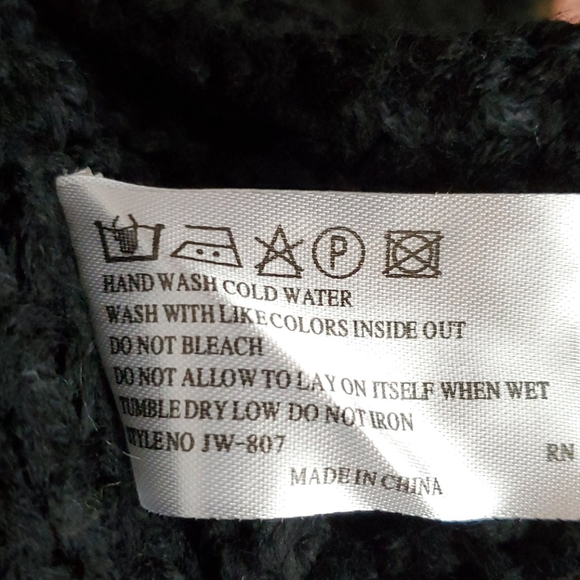 P
HAND WASH COLD WATER
WASH WITH LIKE COLORS INSIDE OUT
DO NOT BLEACH
DO NOT ALLOW TO LAY ON ITSELF WHEN WET
TUMBLE DRY LOW DO NOT IRON
STYLE NO JW-807
RN
MADE IN CHINA